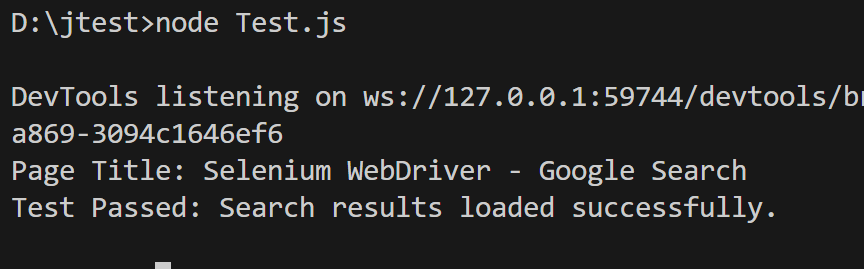 D:\jtest>node Test.js
DevTools listening on ws://127.0.0.1:59744/devtools/br
a869-3094c1646ef6
Page Title: Selenium WebDriver - Google Search
Test Passed: Search results loaded successfully.